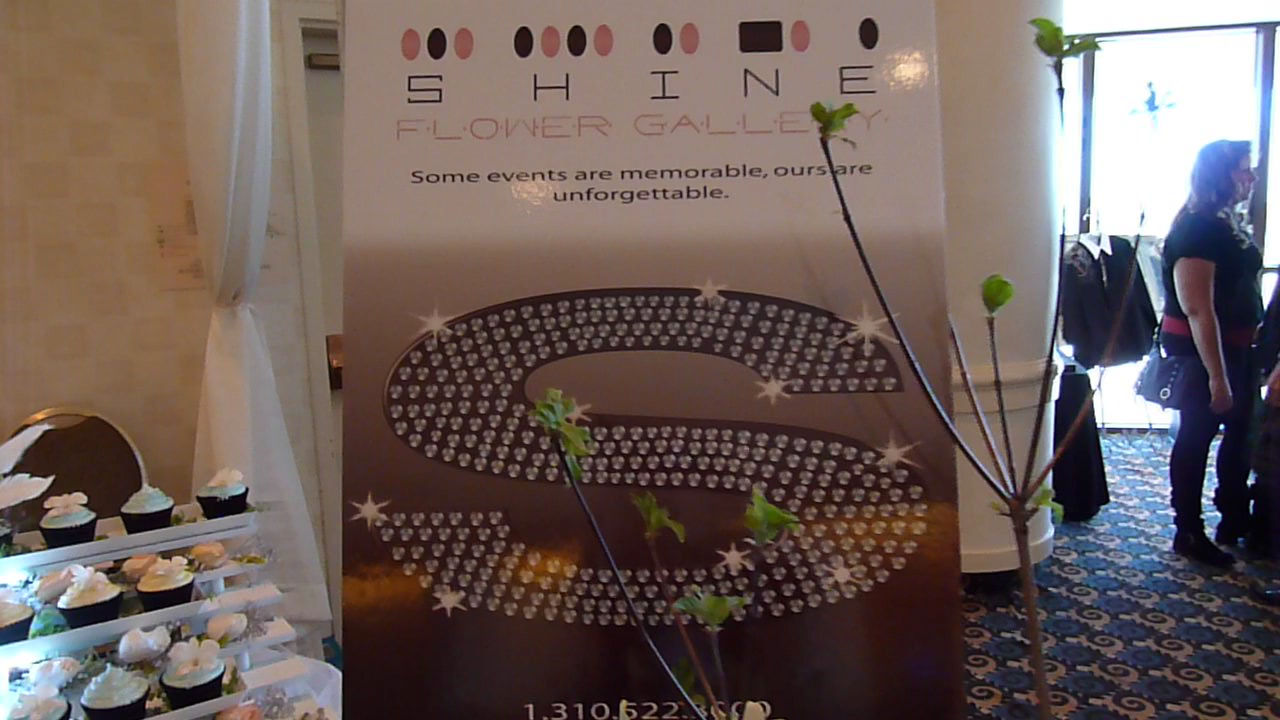 SHINE
FLOWER GALLERY
Some events are memorable, ours are
unforgettable.